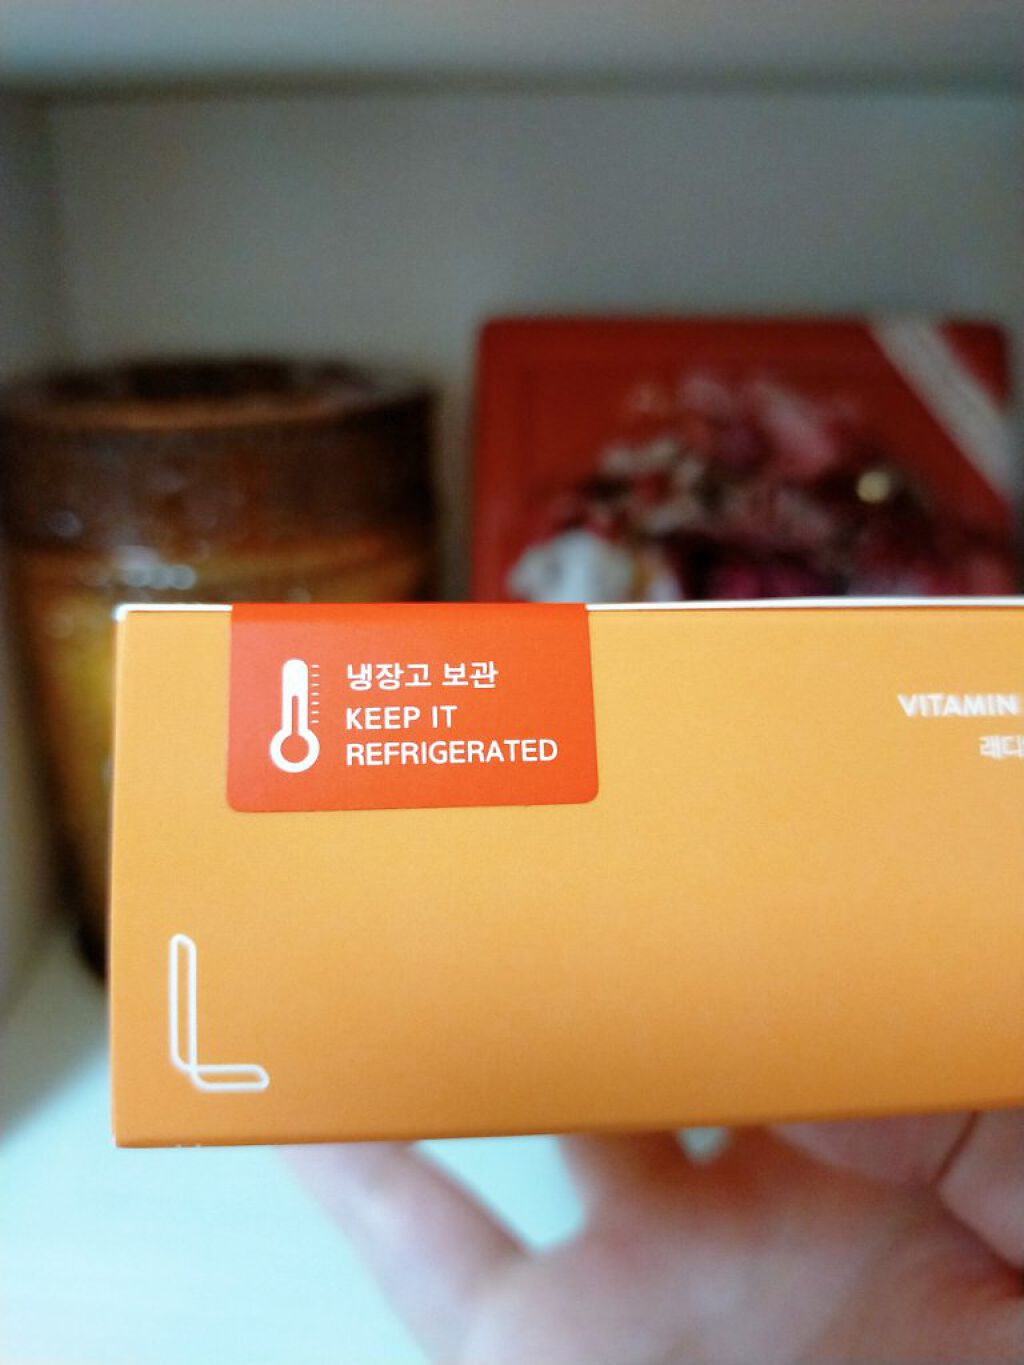 냉장고 보관
KEEP IT
REFRIGERATED
VITAMIN
L